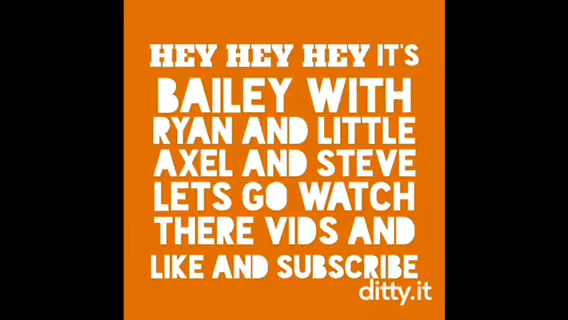 HEY HEY HEY IT'S
BAILEY WITH
RYAN AND LITTLE
AXEL AND STEVE
LETS GO WATCH
THERE VIDS AND
LIKE AND SUBSCRIBE
ditty.it